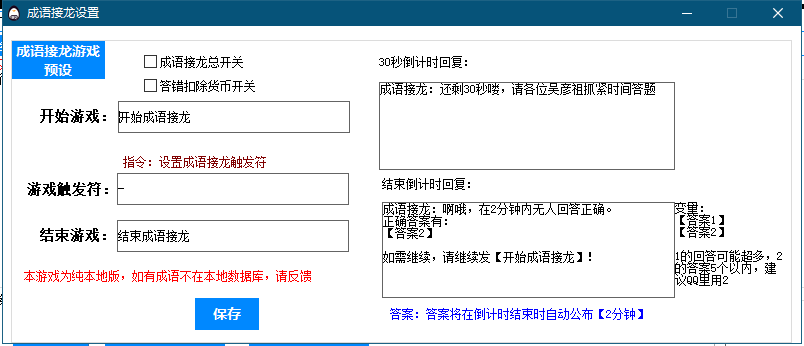 成语接龙设置
成语接龙游戏
预设
成语接龙总开关
答错扣除货币开关
开始游戏：
开始成语接龙
指令：设置成语接龙触发符
游戏触发符：
-
结束游戏：
结束成语接龙
本游戏为纯本地版，如有成语不在本地数据库，请反馈
保存
30秒倒计时回复：
成语接龙：还剩30秒喽，请各位吴彦祖抓紧时间答题
结束倒计时回复：
成语接龙：啊哦，在2分钟内无人回答正确。
正确答案有：
【答案2】
如需继续，请继续发【开始成语接龙】！
变量：
【答案1】
【答案2】
1的回答可能超多，2
的答案5个以内，建
议QQ里用2
答案：答案将在倒计时结束时自动公布【2分钟】